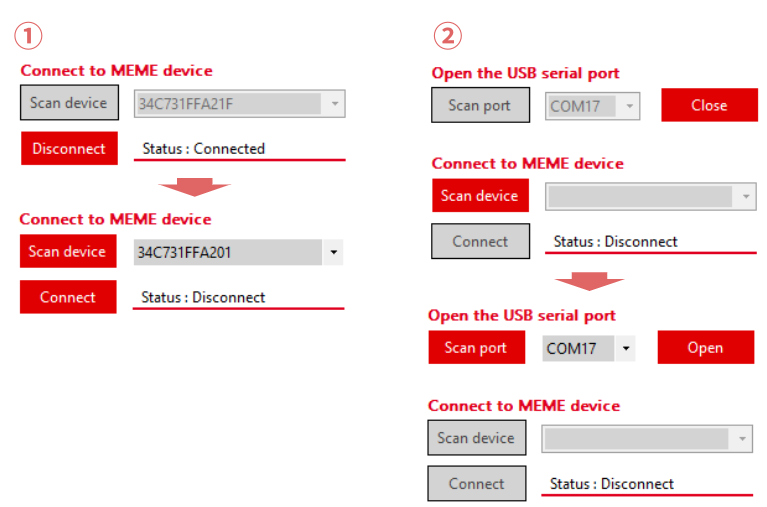 ①
Connect to MEME device
Scan device 34C731FFA21F
Disconnect Status : Connected
Connect to MEME device
Scan device 34C731FFA201
Connect Status : Disconnect
②
Open the USB serial port
Scan port COM17 Close
Connect to MEME device
Scan device
Connect Status : Disconnect
Open the USB serial port
Scan port COM17 Open
Connect to MEME device
Scan device
Connect Status : Disconnect